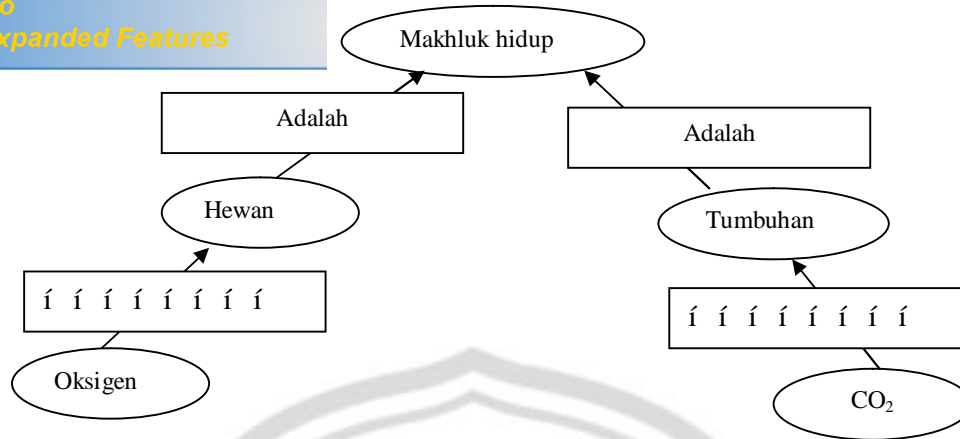 xpanded Features
Makhluk hidup
Adalah
Adalah
Hewan
Tumbuhan
í í í í í í í í
í í í í í í í í
Oksigen
CO₂